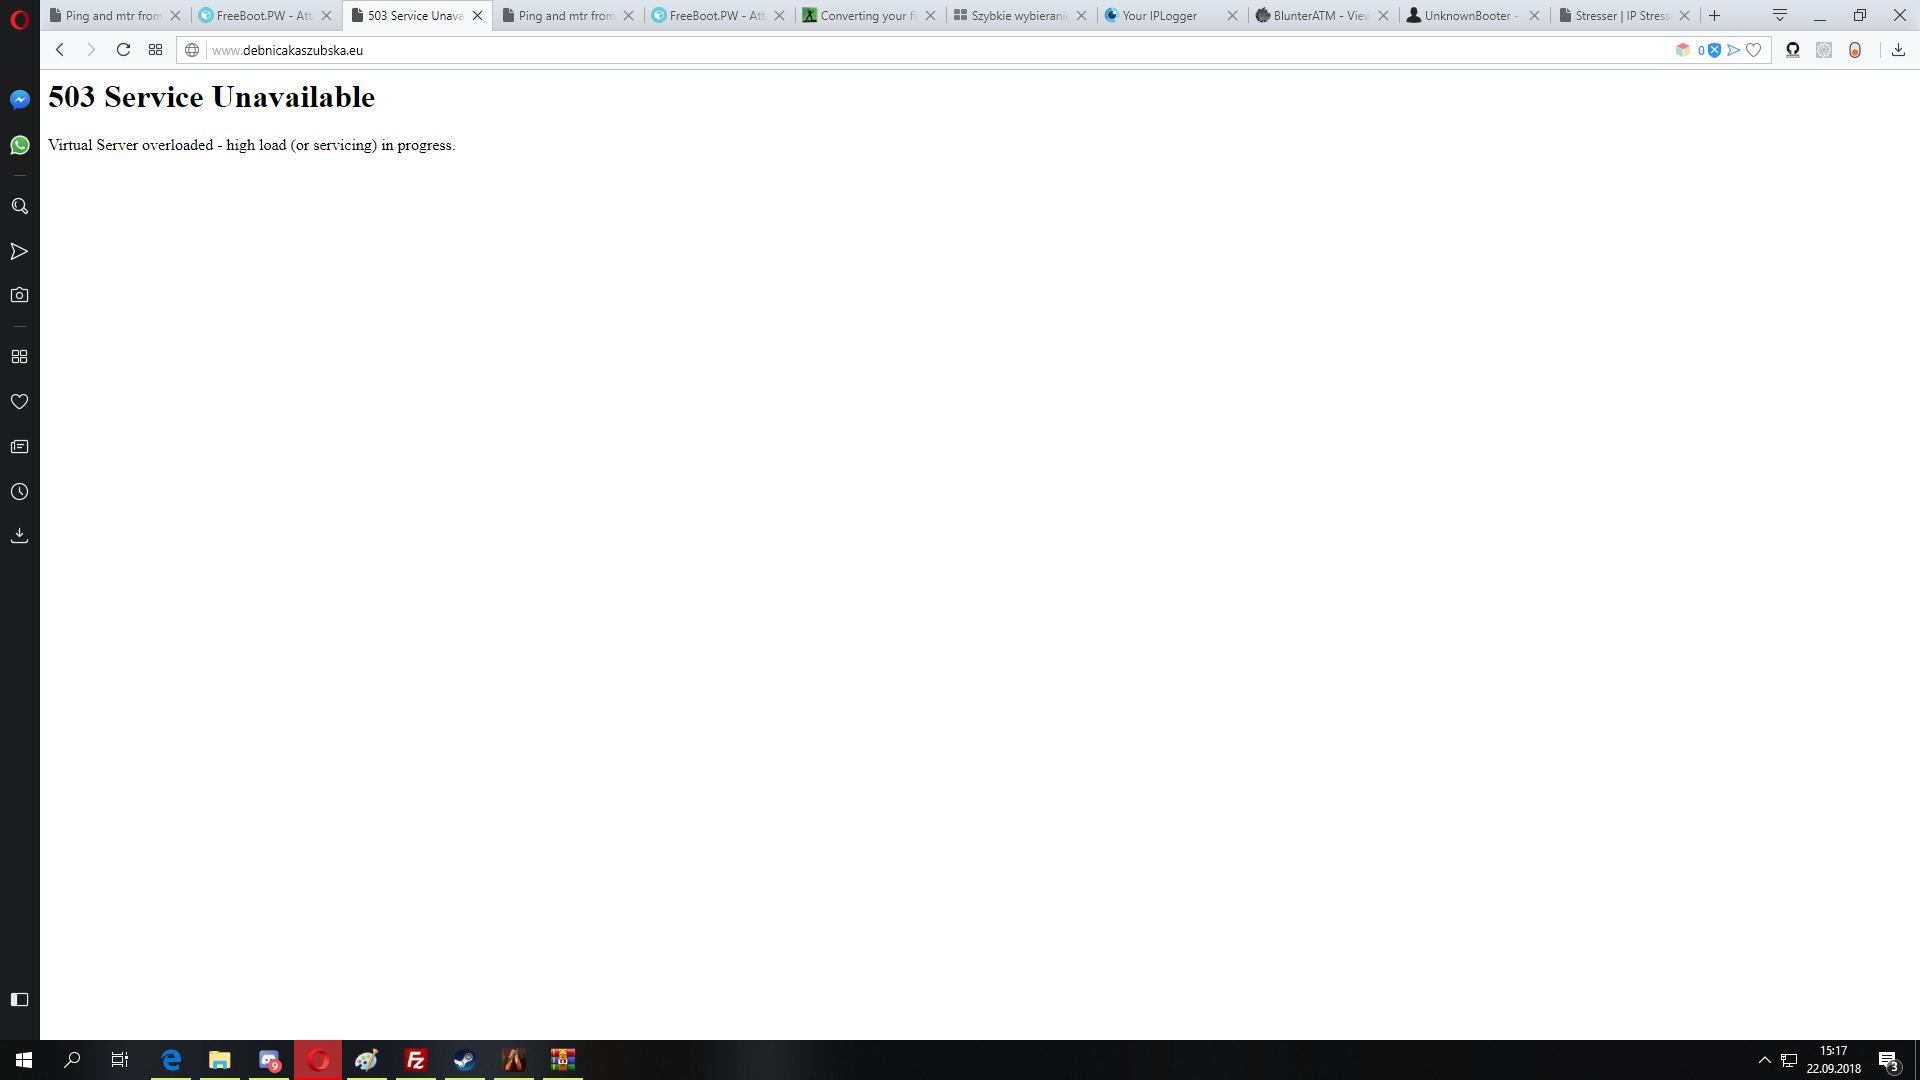 Ping and mtr from
FreeBoot.PW - Att
503 Service Unava
Ping and mtr from
FreeBoot.PW - Att
Converting your fi
Szybkie wybierani
Your IPLogger
BlunterATM - View
UnknownBooter -
Stresser | IP Stress
www.debnicakaszubska.eu
0
503 Service Unavailable
Virtual Server overloaded - high load (or servicing) in progress.
9
Fz
15:17
22.09.2018
3